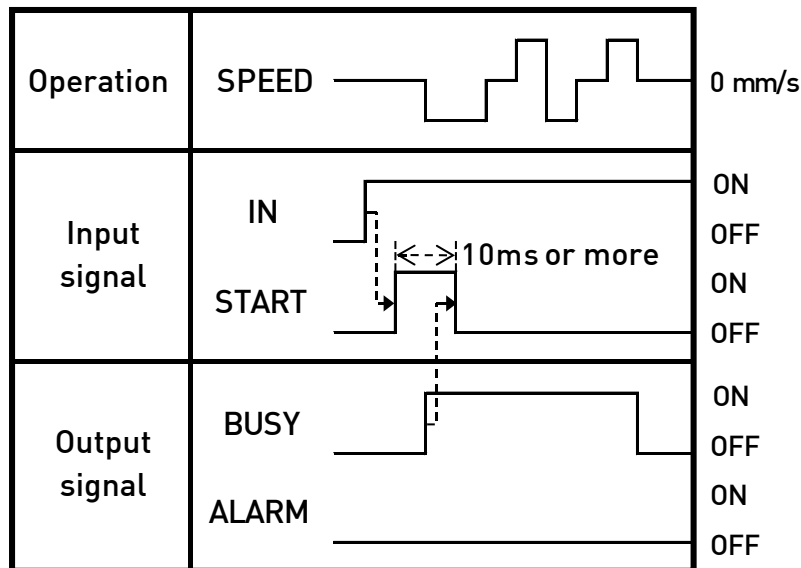 Operation
SPEED
0 mm/s
Input
signal
IN
ON
OFF
10ms or more
START
ON
OFF
Output
signal
BUSY
ON
OFF
ALARM
ON
OFF